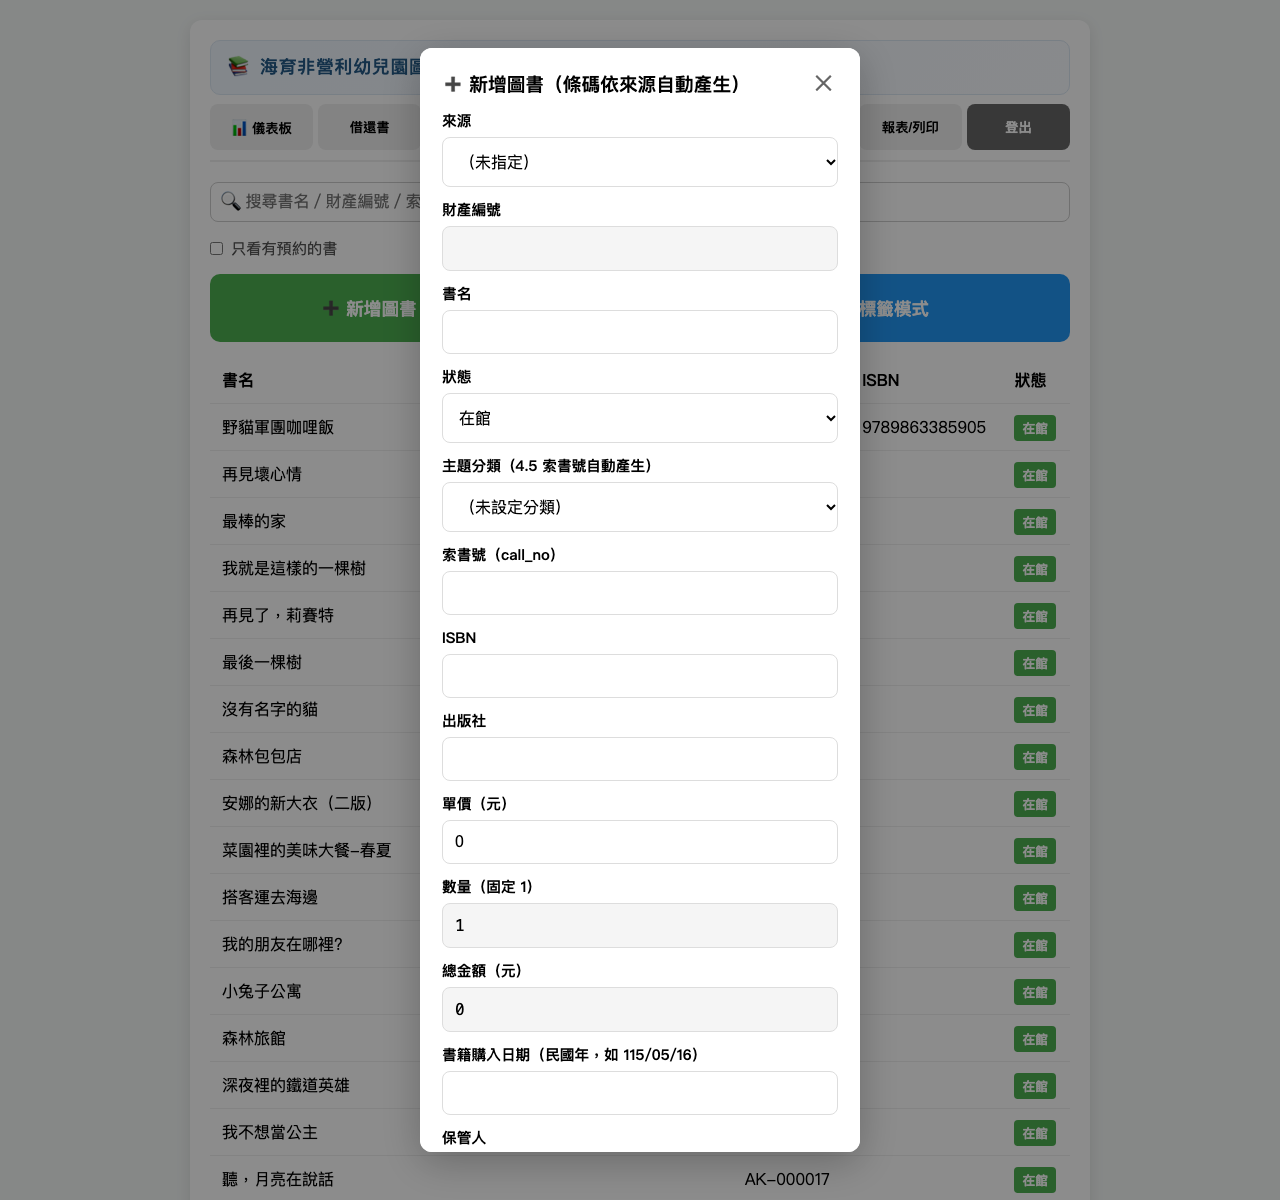 📚 海育非營利幼兒園圖
📊 儀表板
借還書
報表/列印
登出
🔍 搜尋書名 / 財產編號 / 索
只看有預約的書
➕ 新增圖書
標籤模式
書名
ISBN
狀態
野貓軍團咖哩飯
9789863385905
在館
再見壞心情
在館
最棒的家
在館
我就是這樣的一棵樹
在館
再見了，莉賽特
在館
最後一棵樹
在館
沒有名字的貓
在館
森林包包店
在館
安娜的新大衣（二版）
在館
菜園裡的美味大餐–春夏
在館
搭客運去海邊
在館
我的朋友在哪裡?
在館
小兔子公寓
在館
森林旅館
在館
深夜裡的鐵道英雄
在館
我不想當公主
在館
聽，月亮在說話
AK–000017
在館
➕ 新增圖書（條碼依來源自動產生）
來源
（未指定）
財產編號
書名
狀態
在館
主題分類（4.5 索書號自動產生）
（未設定分類）
索書號（call_no）
ISBN
出版社
單價（元）
0
數量（固定 1）
1
總金額（元）
0
書籍購入日期（民國年，如 115/05/16）
保管人